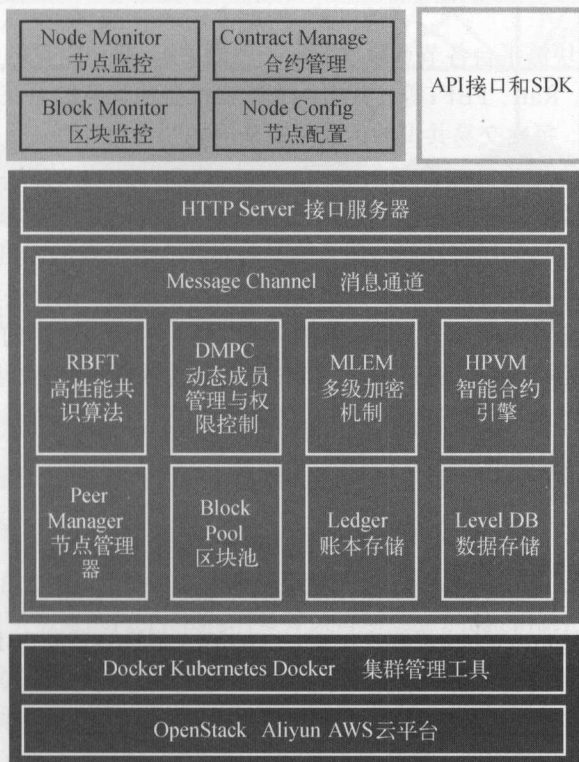 Node Monitor
节点监控
Contract Manage
合约管理
Block Monitor
区块监控
Node Config
节点配置
API接口和SDK
HTTP Server 接口服务器
Message Channel 消息通道
RBFT
高性能共
识算法
DMPC
动态成员
管理与权
限控制
MLEM
多级加密
机制
HPVM
智能合约
引擎
Peer
Manager
节点管理
器
Block
Pool
区块池
Ledger
账本存储
Level DB
数据存储
Docker Kubernetes Docker 集群管理工具
OpenStack Aliyun AWS云平台